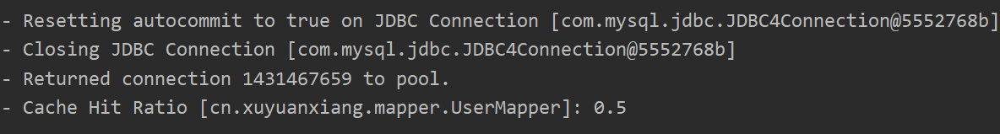 - Resetting autocommit to true on JDBC Connection [com.mysql.jdbc.JDBC4Connection@5552768b]
- Closing JDBC Connection [com.mysql.jdbc.JDBC4Connection@5552768b]
- Returned connection 1431467659 to pool.
- Cache Hit Ratio [cn.xuyuanxiang.mapper.UserMapper]: 0.5